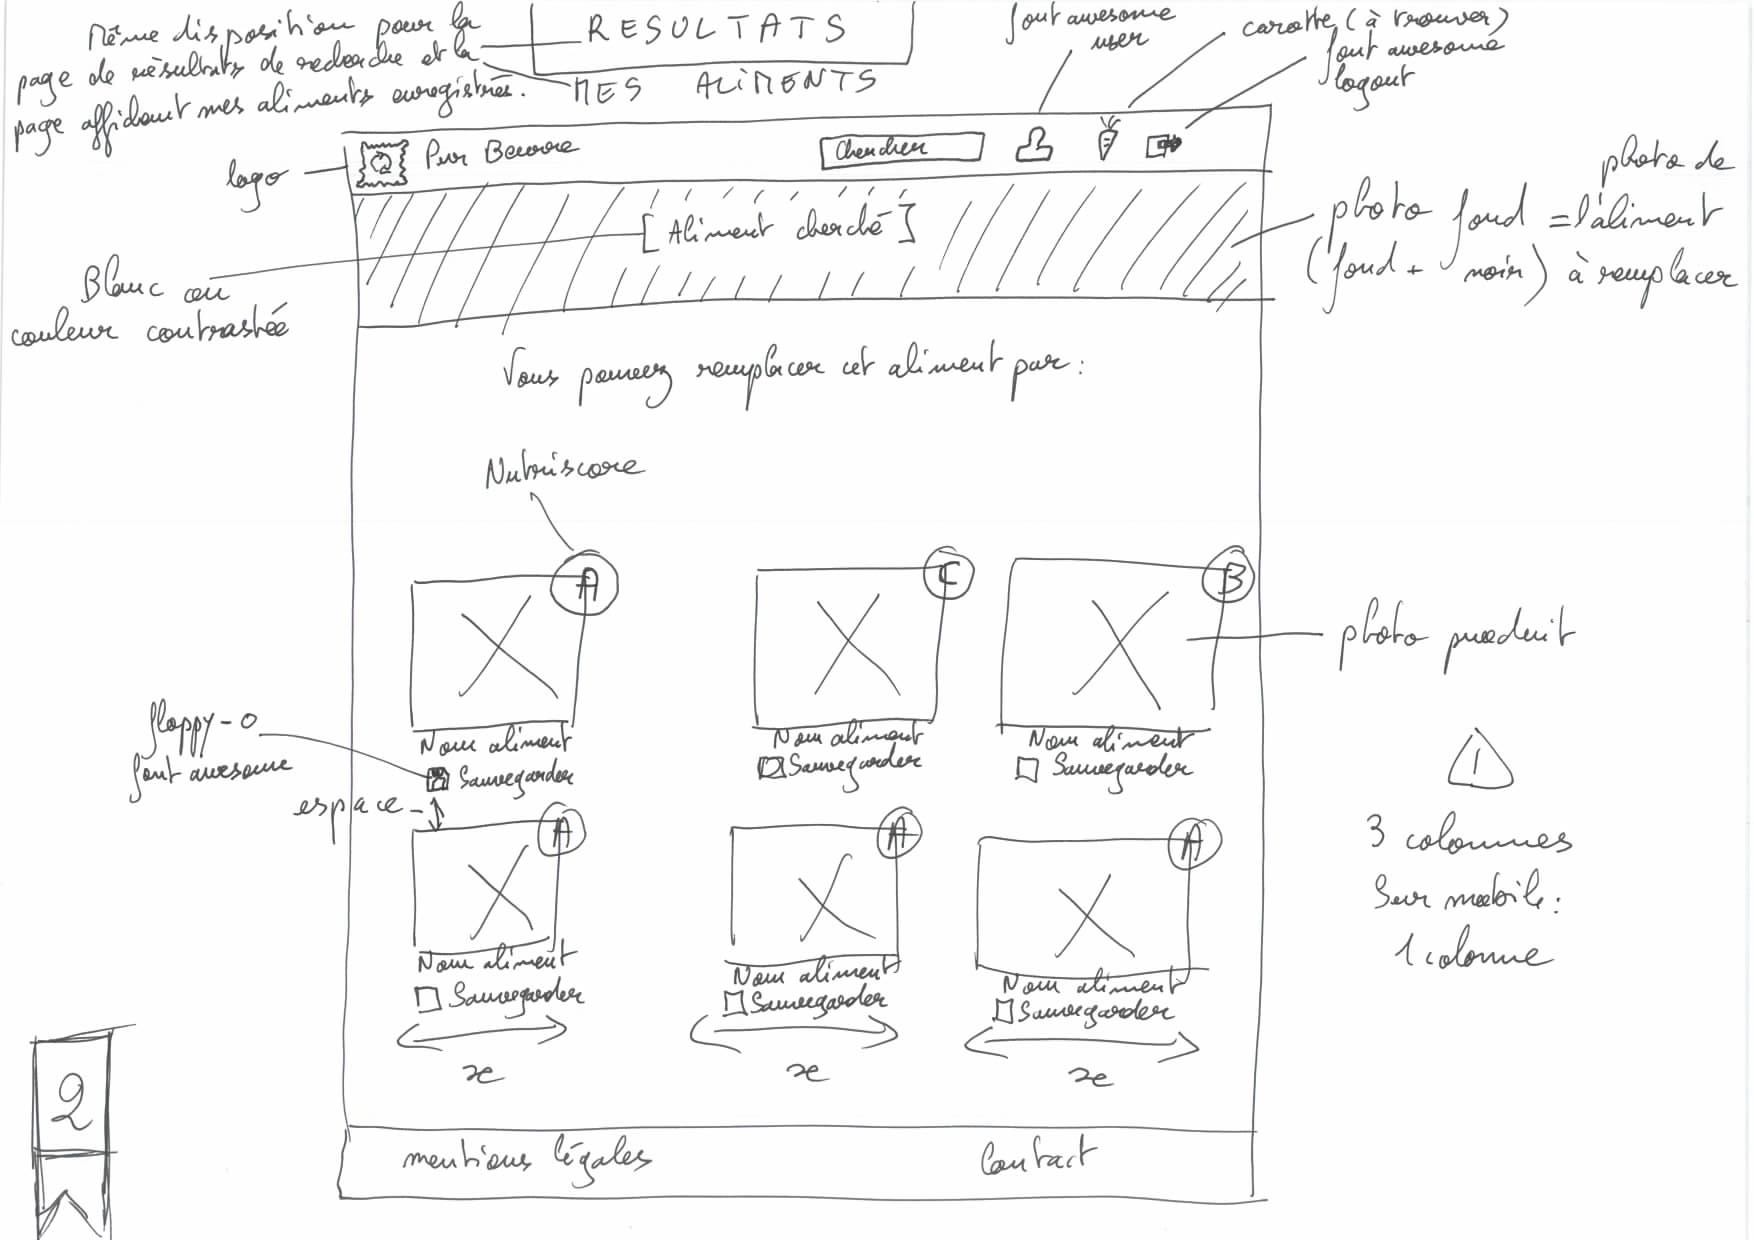 Même disposition pour la
page de résultats de recherche et la
page affichant mes aliments enregistrés.
RESULTATS
MES ALIMENTS
font awesome
user
carotte (à trouver)
font awesome
logout
logo
Pur Beurre
Chercher
[Aliment cherché]
photo de
photo fond = l'aliment
(fond + noir) à remplacer
Blanc ou
couleur contrastée
Vous pouvez remplacer cet aliment par :
Nutriscore
A
C
B
photo produit
Nom aliment
Sauvegarder
Nom aliment
Sauvegarder
Nom aliment
Sauvegarder
floppy-o
font awesome
espace
!
3 colonnes
Sur mobile :
1 colonne
A
A
A
Nom aliment
Sauvegarder
Nom aliment
Sauvegarder
Nom aliment
Sauvegarder
x
x
x
2
mentions légales
Contact